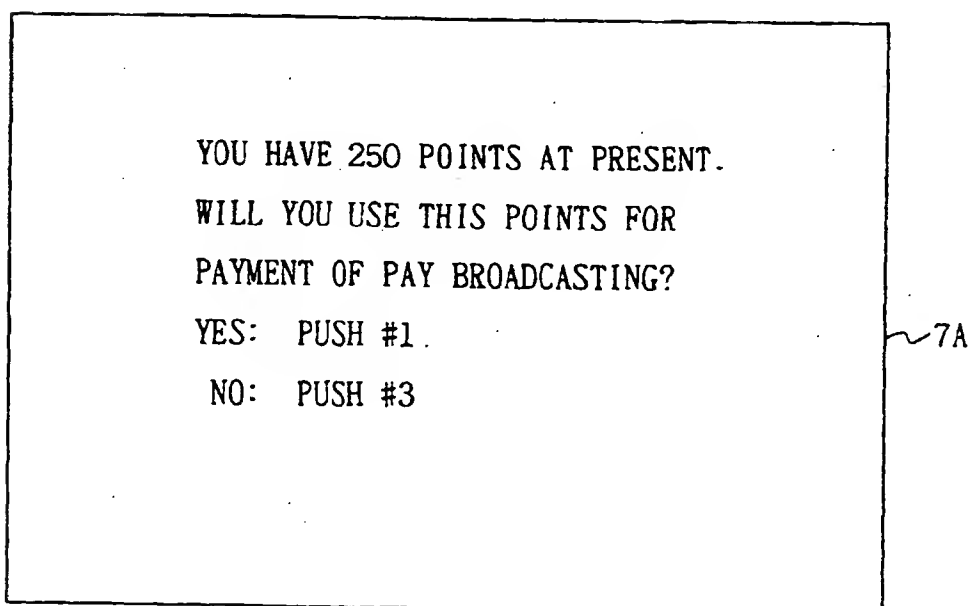 YOU HAVE 250 POINTS AT PRESENT.
WILL YOU USE THIS POINTS FOR
PAYMENT OF PAY BROADCASTING?
YES: PUSH #1
NO: PUSH #3
7A